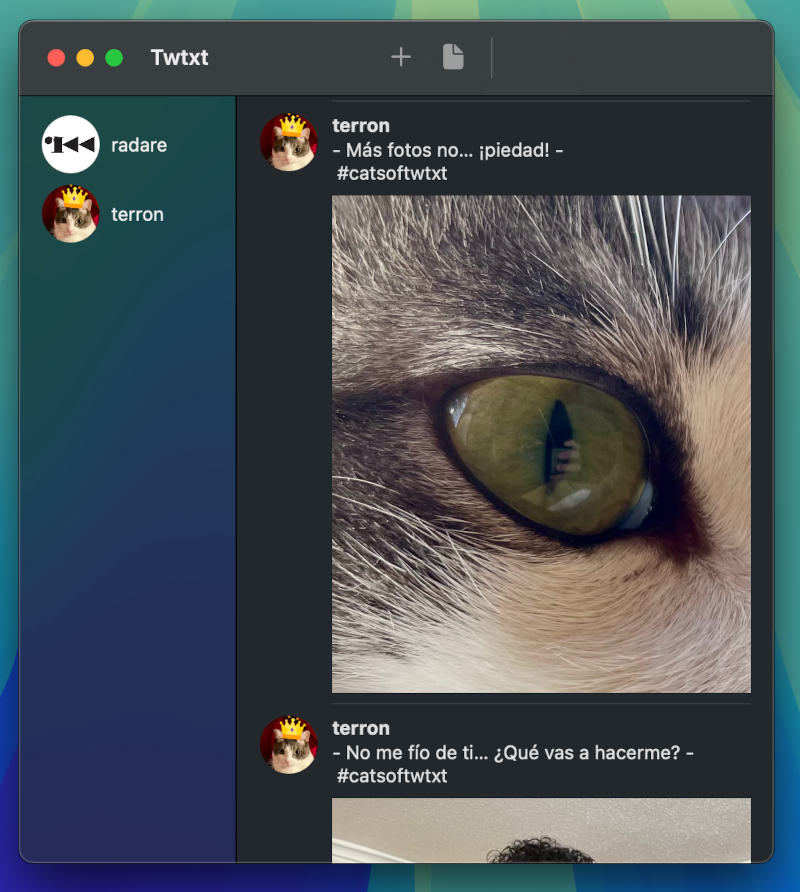 Twtxt
radare
terron
terron
- Más fotos no... ¡piedad! -
#catsoftwtxt
terron
- No me fío de ti... ¿Qué vas a hacerme? -
#catsoftwtxt